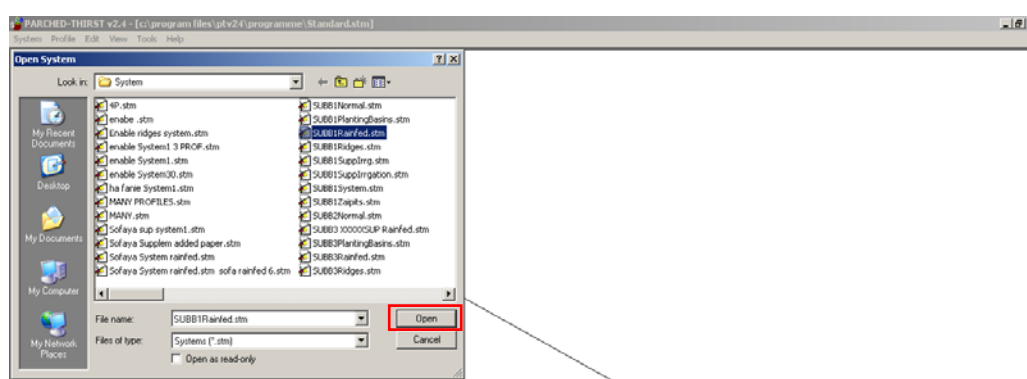 PARCHED-THIRST v2.4 - [c:\program files\ptv24\programme\Standard.stm]
System Profile Edit View Tools Help
Open System
Look in: System
4P.stm
enabe .stm
Enable ridges system.stm
enable System1 3 PROF.stm
enable System1.stm
enable System30.stm
ha fanie System1.stm
MANY PROFILES.stm
MANY.stm
Sofaya sup system1.stm
Sofaya Supplem added paper.stm
Sofaya System rainfed.stm
Sofaya System rainfed.stm sofa rainfed 6.stm
SUBB1Normal.stm
SUBB1PlantingBasins.stm
SUBB1Rainfed.stm
SUBB1Ridges.stm
SUBB1SuppIrrg.stm
SUBB1SuppIrrgation.stm
SUBB1System.stm
SUBB1Zaipits.stm
SUBB2Normal.stm
SUBB3 XXXXXSUP Rainfed.stm
SUBB3PlantingBasins.stm
SUBB3Rainfed.stm
SUBB3Ridges.stm
My Recent
Documents
Desktop
My Documents
My Computer
My Network
Places
File name: SUBB1Rainfed.stm Open
Files of type: Systems (*.stm) Cancel
Open as read-only